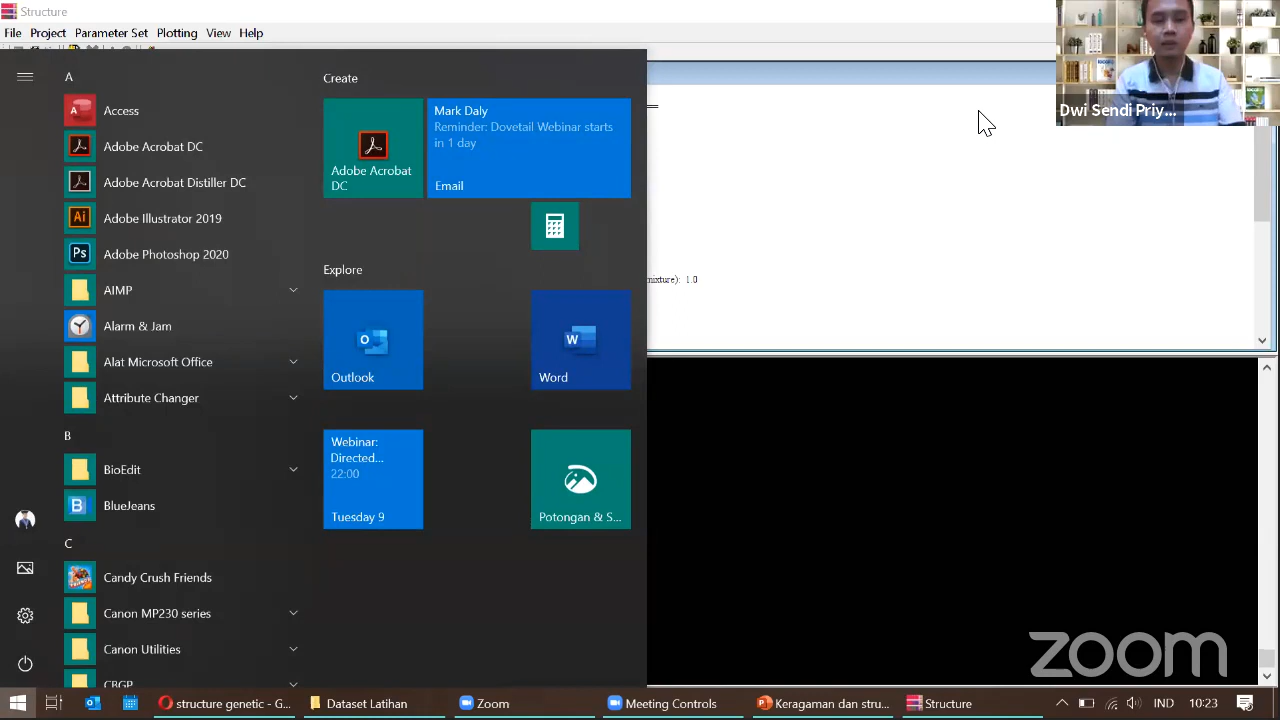 Structure
File Project Parameter Set Plotting View Help
A
Access
Adobe Acrobat DC
Adobe Acrobat Distiller DC
Adobe Illustrator 2019
Adobe Photoshop 2020
AIMP
Alarm & Jam
Alat Microsoft Office
Attribute Changer
B
BioEdit
BlueJeans
C
Candy Crush Friends
Canon MP230 series
Canon Utilities
CBGP
Create
Adobe Acrobat
DC
Mark Daly
Reminder: Dovetail Webinar starts
in 1 day
Email
Explore
Outlook
Word
Webinar:
Directed...
22:00
Tuesday 9
Potongan & S...
mixture): 1.0
Dwi Sendi Priy...
zoom
structure genetic - G...
Dataset Latihan
Zoom
Meeting Controls
Keragaman dan stru...
Structure
IND
10:23